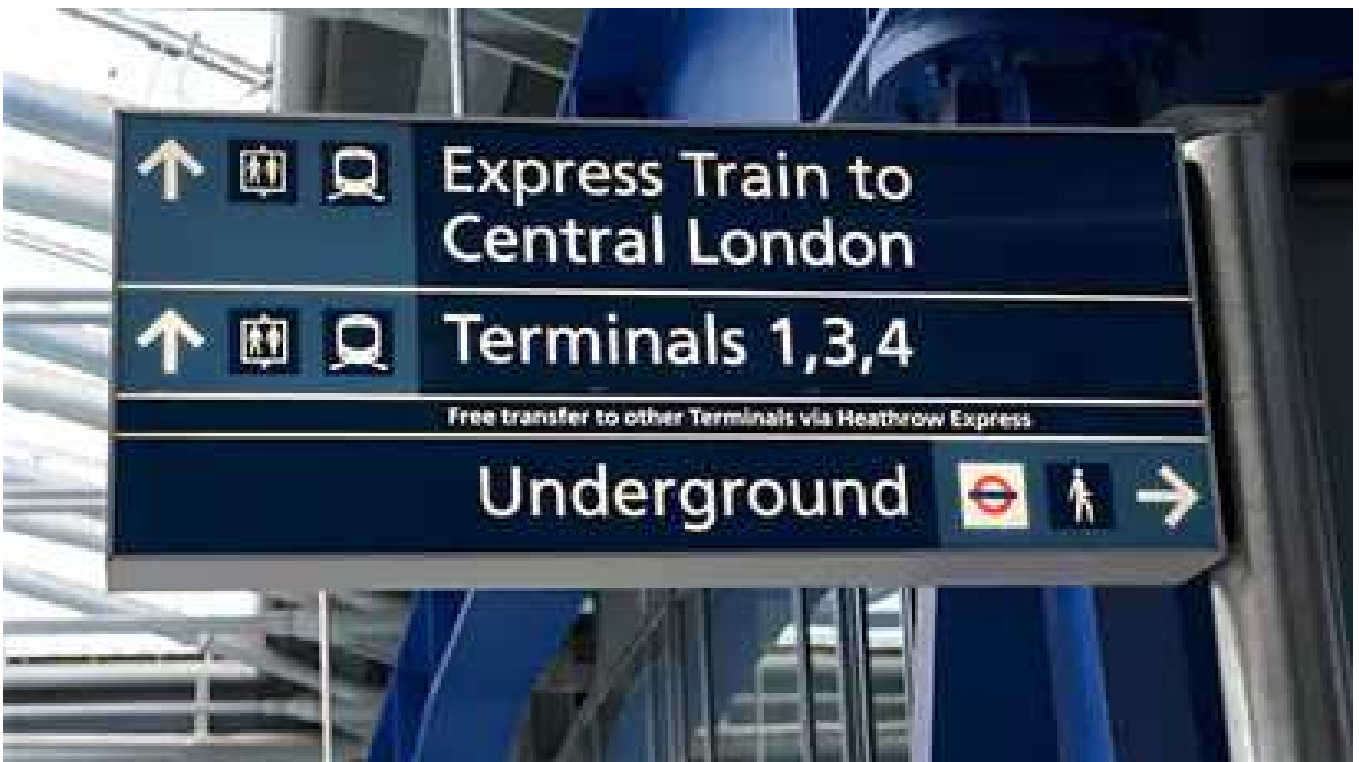 Express Train to
Central London
Terminals 1,3,4
Free transfer to other Terminals via Heathrow Express
Underground